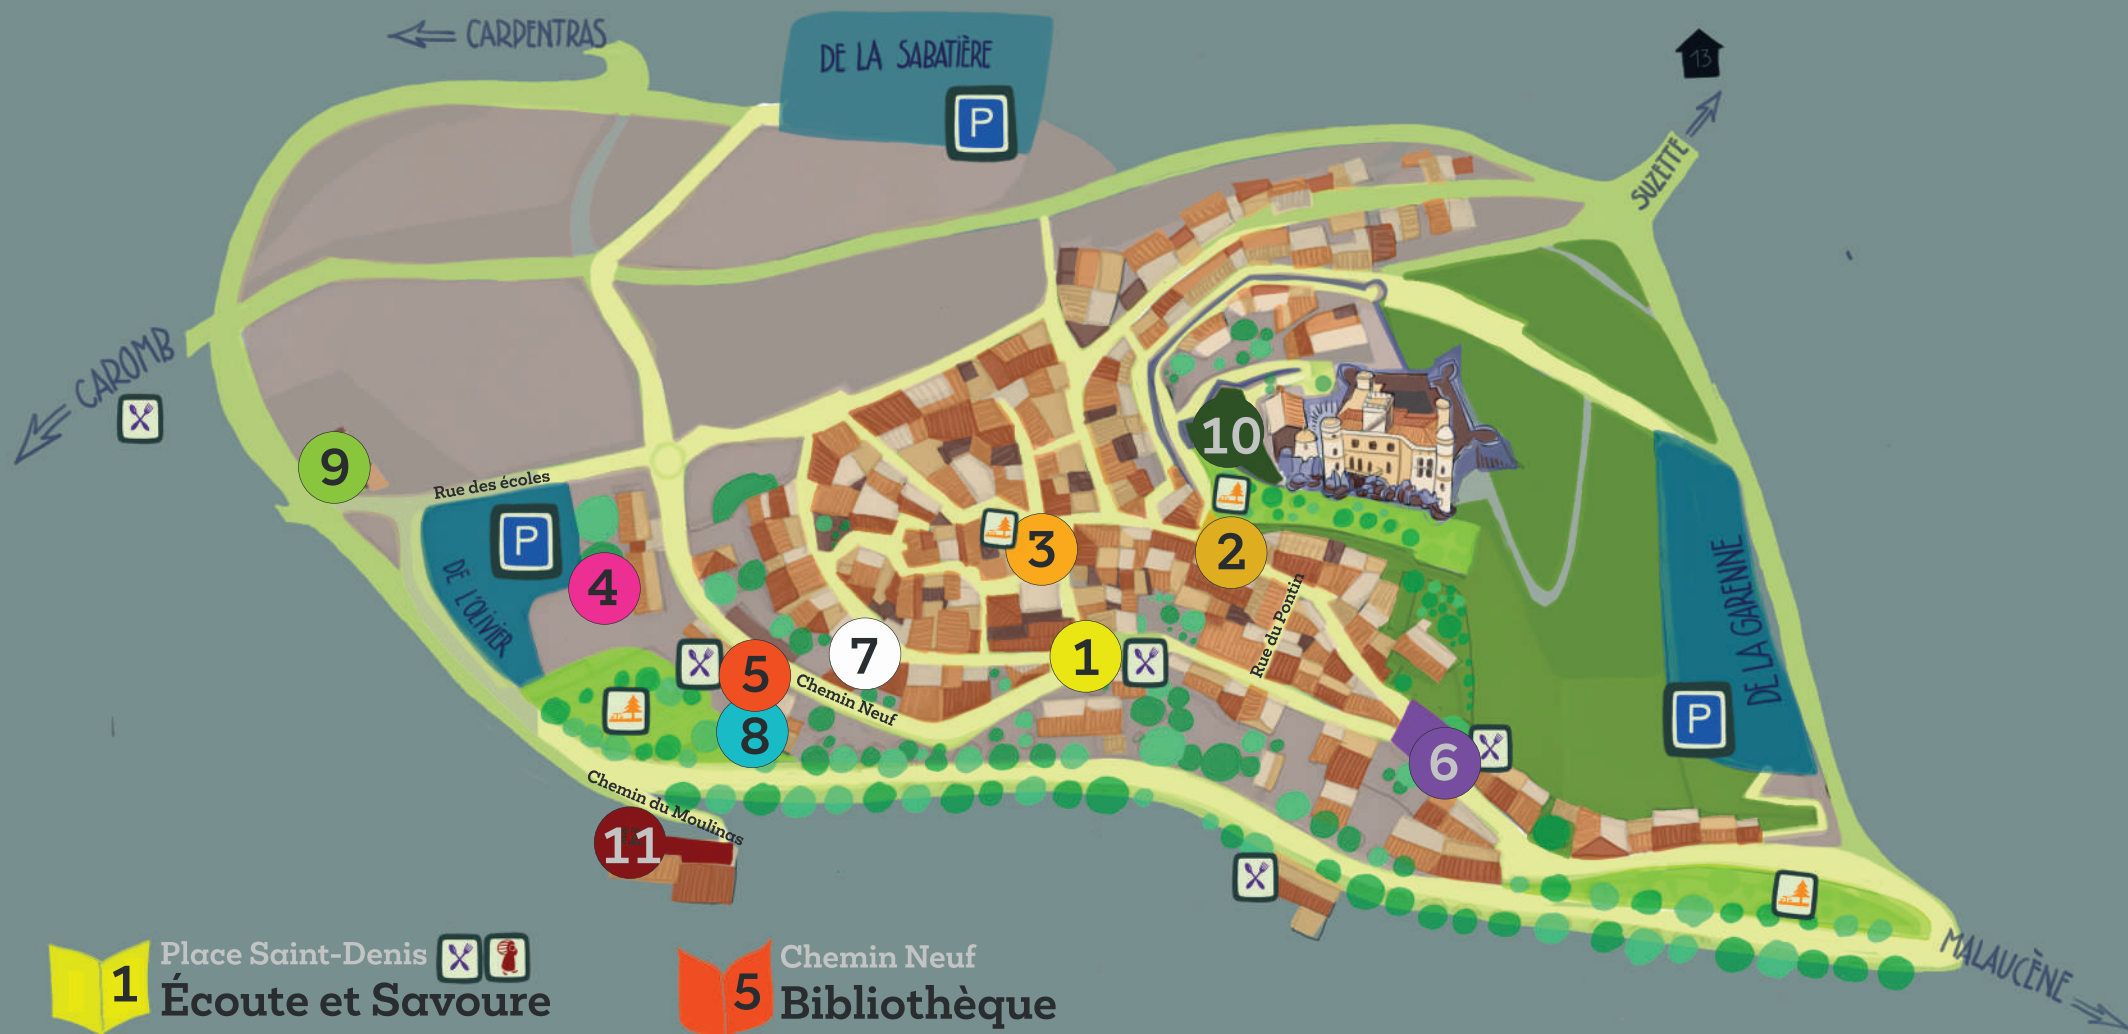 CARPENTRAS
DE LA SABATIÈRE
P
13
SUZETTE
CAROMB
10
9
Rue des écoles
P
DE L'OLIVIER
4
3
2
Rue du Pontin
DE LA GARENNE
P
7
1
5
Chemin Neuf
8
6
Chemin du Moulinas
11
MALAUCÈNE
1
Place Saint-Denis
Écoute et Savoure
5
Chemin Neuf
Bibliothèque